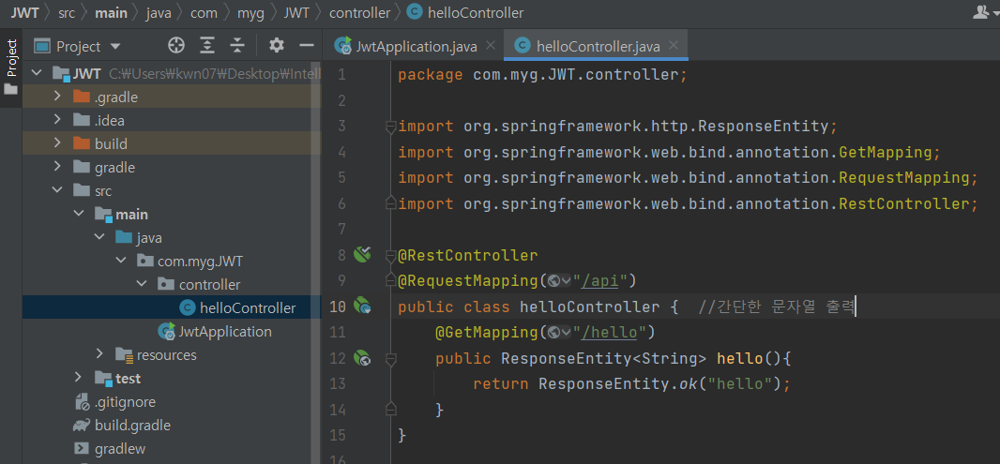 JWT src main java com myg JWT controller helloController
Project
Project
JwtApplication.java
helloController.java
JWT C:₩Users₩kwn07₩Desktop₩Intell
.gradle
.idea
build
gradle
src
main
java
com.myg.JWT
controller
helloController
JwtApplication
resources
test
.gitignore
build.gradle
gradlew
1 package com.myg.JWT.controller;
2
3 import org.springframework.http.ResponseEntity;
4 import org.springframework.web.bind.annotation.GetMapping;
5 import org.springframework.web.bind.annotation.RequestMapping;
6 import org.springframework.web.bind.annotation.RestController;
7
8 @RestController
9 @RequestMapping("/api")
10 public class helloController { //간단한 문자열 출력
11 @GetMapping("/hello")
12 public ResponseEntity<String> hello(){
13 return ResponseEntity.ok("hello");
14 }
15 }
16